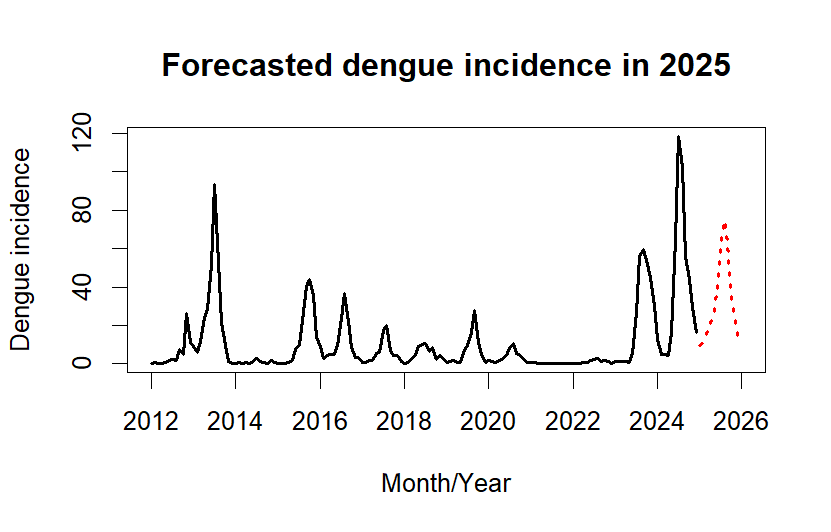 Forecasted dengue incidence in 2025
Dengue incidence
120
80
40
0
2012 2014 2016 2018 2020 2022 2024 2026
Month/Year